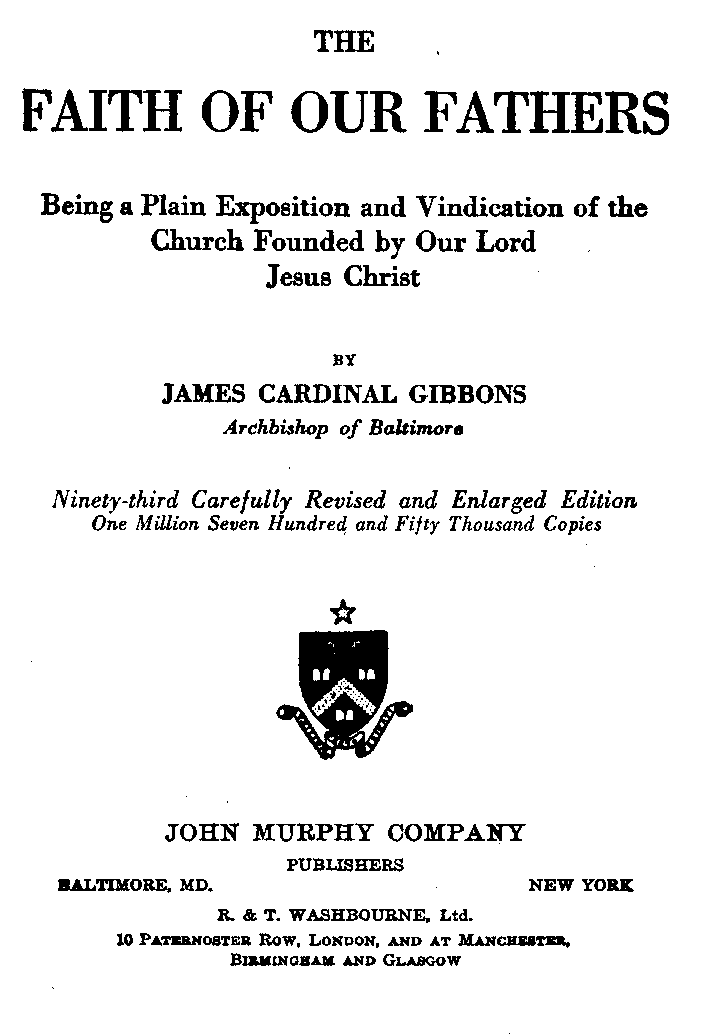 THE
FAITH OF OUR FATHERS
Being a Plain Exposition and Vindication of the
Church Founded by Our Lord
Jesus Christ
BY
JAMES CARDINAL GIBBONS
Archbishop of Baltimore
Ninety-third Carefully Revised and Enlarged Edition
One Million Seven Hundred and Fifty Thousand Copies
JOHN MURPHY COMPANY
PUBLISHERS
BALTIMORE, MD. NEW YORK
R. & T. WASHBOURNE, Ltd.
10 PATERNOSTER ROW, LONDON, AND AT MANCHESTER,
BIRMINGHAM AND GLASGOW